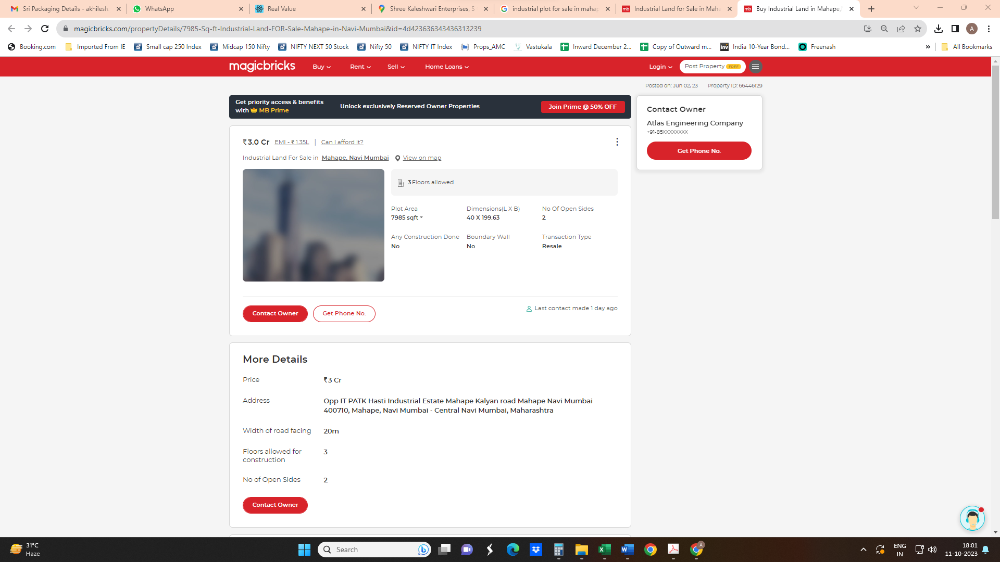 Sri Packaging Details - akhilesh.
WhatsApp
Real Value
Shree Kaleshwari Enterprises, S
industrial plot for sale in mahap
Industrial Land for Sale in Maha
Buy Industrial Land in Mahape,
magicbricks.com/propertyDetails/7985-Sq-ft-Industrial-Land-FOR-Sale-Mahape-in-Navi-Mumbai&id=4d423636343436313239
A
Booking.com
Imported From IE
Small cap 250 Index
Midcap 150 Nifty
NIFTY NEXT 50 Stock
Nifty 50
NIFTY IT Index
Props_AMC
Vastukala
Inward December 2...
Copy of Outward m...
India 10-Year Bond...
Freenash
»
All Bookmarks
magicbricks
Buy
Rent
Sell
Home Loans
Login
Post Property FREE
Posted on: Jun 02, 23 Property ID: 66446129
Get priority access & benefits
with MB Prime
Unlock exclusively Reserved Owner Properties
Join Prime @ 50% OFF
Contact Owner
Atlas Engineering Company
+91-85XXXXXXXX
Get Phone No.
₹3.0 Cr EMI - ₹1.35L | Can I afford it?
Industrial Land For Sale in Mahape, Navi Mumbai View on map
3 Floors allowed
Plot Area Dimensions(L X B) No Of Open Sides
7985 sqft 40 X 199.63 2
Any Construction Done Boundary Wall Transaction Type
No No Resale
Contact Owner Get Phone No. Last contact made 1 day ago
More Details
Price ₹3 Cr
Address Opp IT PATK Hasti Industrial Estate Mahape Kalyan road Mahape Navi Mumbai
400710, Mahape, Navi Mumbai - Central Navi Mumbai, Maharashtra
Width of road facing 20m
Floors allowed for 3
construction
No of Open Sides 2
Contact Owner
31°C
Haze
Search
A
ENG
IN
18:01
11-10-2023